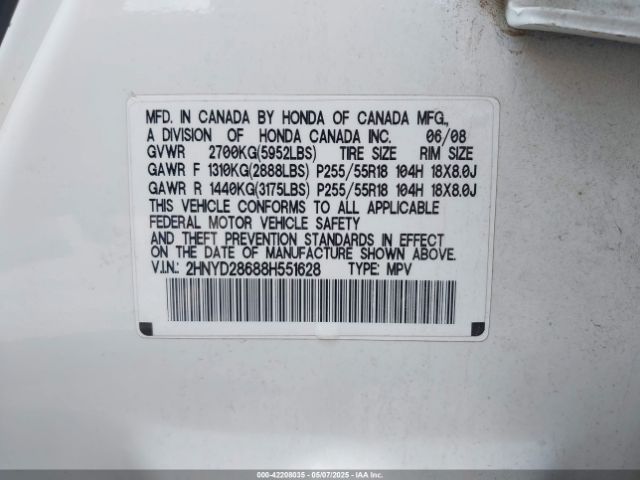 MFD. IN CANADA BY HONDA OF CANADA MFG.,
A DIVISION OF HONDA CANADA INC. 06/08
GVWR 2700KG(5952LBS) TIRE SIZE RIM SIZE
GAWR F 1310KG(2888LBS) P255/55R18 104H 18X8.0J
GAWR R 1440KG(3175LBS) P255/55R18 104H 18X8.0J
THIS VEHICLE CONFORMS TO ALL APPLICABLE
FEDERAL MOTOR VEHICLE SAFETY
AND THEFT PREVENTION STANDARDS IN EFFECT
ON THE DATE OF MANUFACTURE SHOWN ABOVE.
V.I.N.: 2HNYD28688H551628 TYPE: MPV
000-42208035 - 05/07/2025 - IAAI.COM